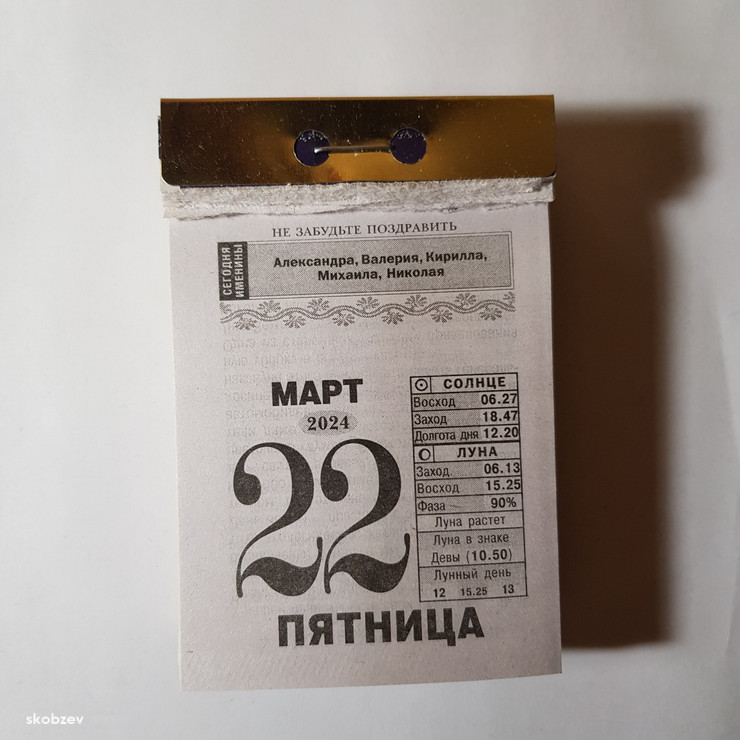 НЕ ЗАБУДЬТЕ ПОЗДРАВИТЬ
СЕГОДНЯ
ИМЕНИНЫ
Александра, Валерия, Кирилла,
Михаила, Николая
МАРТ
2024
22
ПЯТНИЦА
СОЛНЦЕ
Восход 06.27
Заход 18.47
Долгота дня 12.20
ЛУНА
Заход. 06.13
Восход 15.25
Фаза 90%
Луна растет
Луна в знаке
Девы (10.50)
Лунный день
12 15.25 13
skobzev